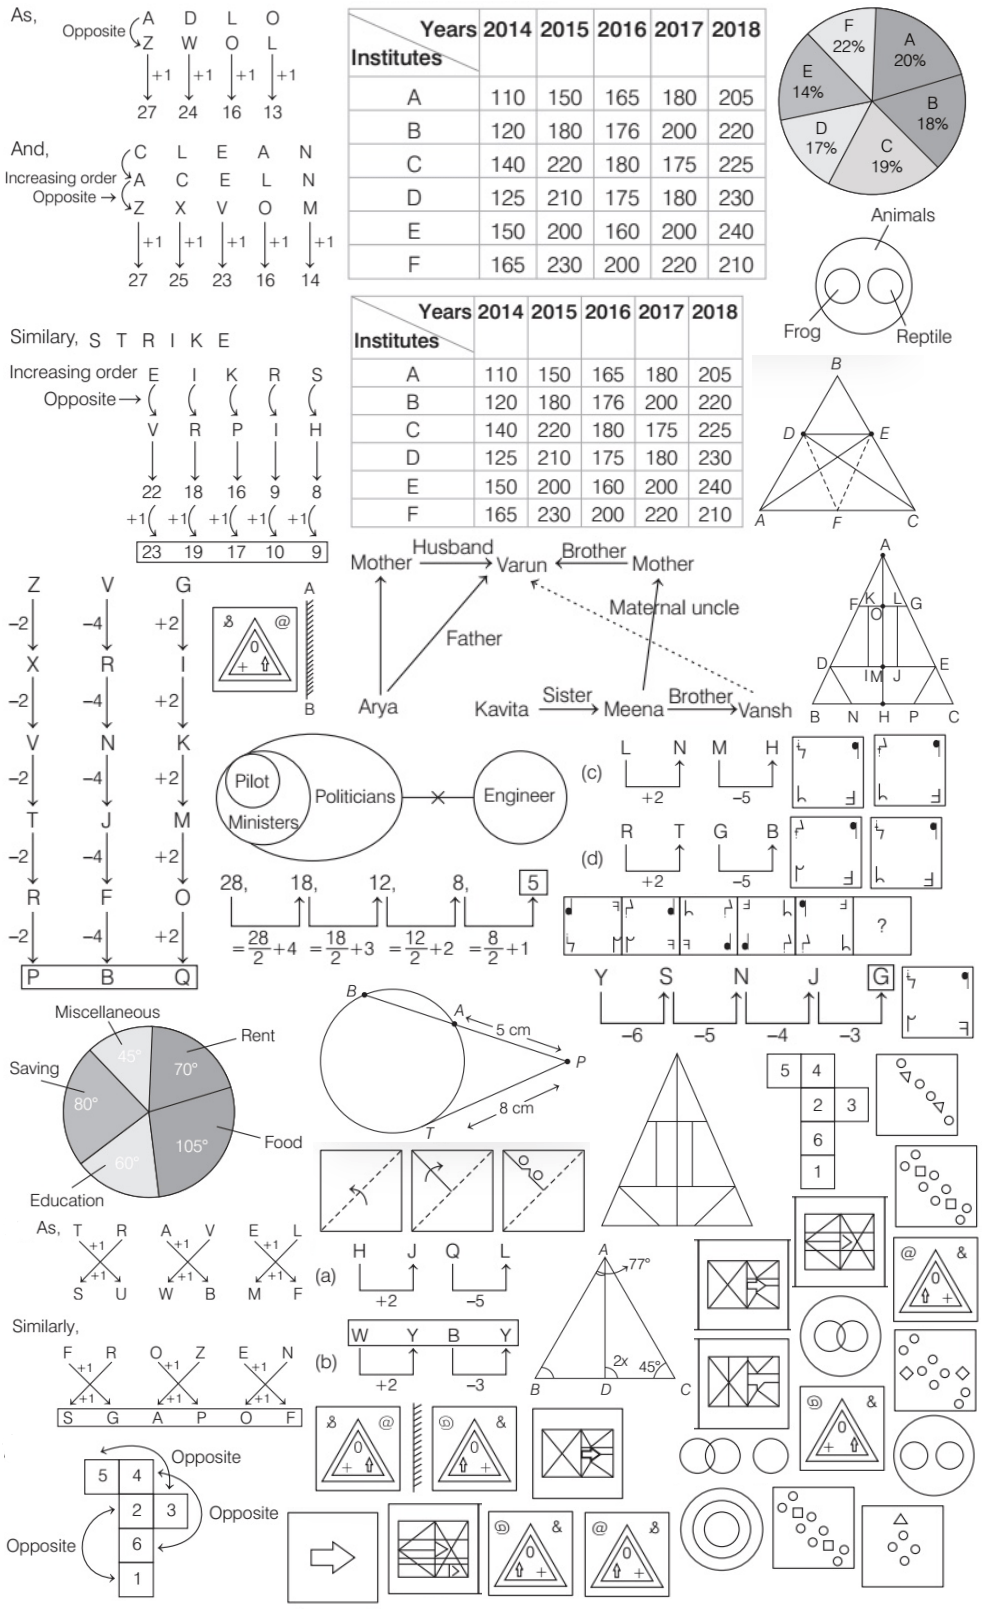 As,
Opposite
A D L O
Z W O L
+1 +1 +1 +1
27 24 16 13
And,
C L E A N
Increasing order
A C E L N
Opposite
Z X V O M
+1 +1 +1 +1 +1
27 25 23 16 14
Similary, S T R I K E
Increasing order E I K R S
Opposite
V R P I H
22 18 16 9 8
+1 +1 +1 +1 +1
23 19 17 10 9
Years 2014 2015 2016 2017 2018
Institutes
A 110 150 165 180 205
B 120 180 176 200 220
C 140 220 180 175 225
D 125 210 175 180 230
E 150 200 160 200 240
F 165 230 200 220 210
Years 2014 2015 2016 2017 2018
Institutes
A 110 150 165 180 205
B 120 180 176 200 220
C 140 220 180 175 225
D 125 210 175 180 230
E 150 200 160 200 240
F 165 230 200 220 210
F
22%
A
20%
E
14%
B
18%
D
17%
C
19%
Animals
Frog
Reptile
B
D E
A F C
Z V G
-2 -4 +2
X R I
-2 -4 +2
V N K
-2 -4 +2
T J M
-2 -4 +2
R F O
-2 -4 +2
P B Q
A
& @
0
+
B
Mother Husband Varun Brother Mother
Maternal uncle
Father
Arya
Kavita Sister Meena Brother Vansh
A
F K L G
O
D E
I M J
B N H P C
Pilot
Ministers
Politicians
Engineer
(c) L N M H
+2 -5
(d) R T G B
+2 -5
28, 18, 12, 8, 5
=28/2+4 =18/2+3 =12/2+2 =8/2+1
?
Y S N J G
-6 -5 -4 -3
Miscellaneous
45°
Rent
70°
Saving
80°
Food
105°
60°
Education
B
A
5 cm
P
8 cm
T
5 4
2 3
6
1
As, T R A V E L
+1 +1 +1
+1 +1 +1
S U W B M F
Similarly,
F R O Z E N
+1 +1 +1
+1 +1 +1
S G A P O F
(a) H J Q L
+2 -5
(b) W Y B Y
+2 -3
A
77°
2x 45°
B D C
@ &
0
+
Opposite
5 4
2 3
Opposite
Opposite
6
1
& @
0
+
@ &
0
+
@ &
0
+
@ &
0
+
@ &
0
+